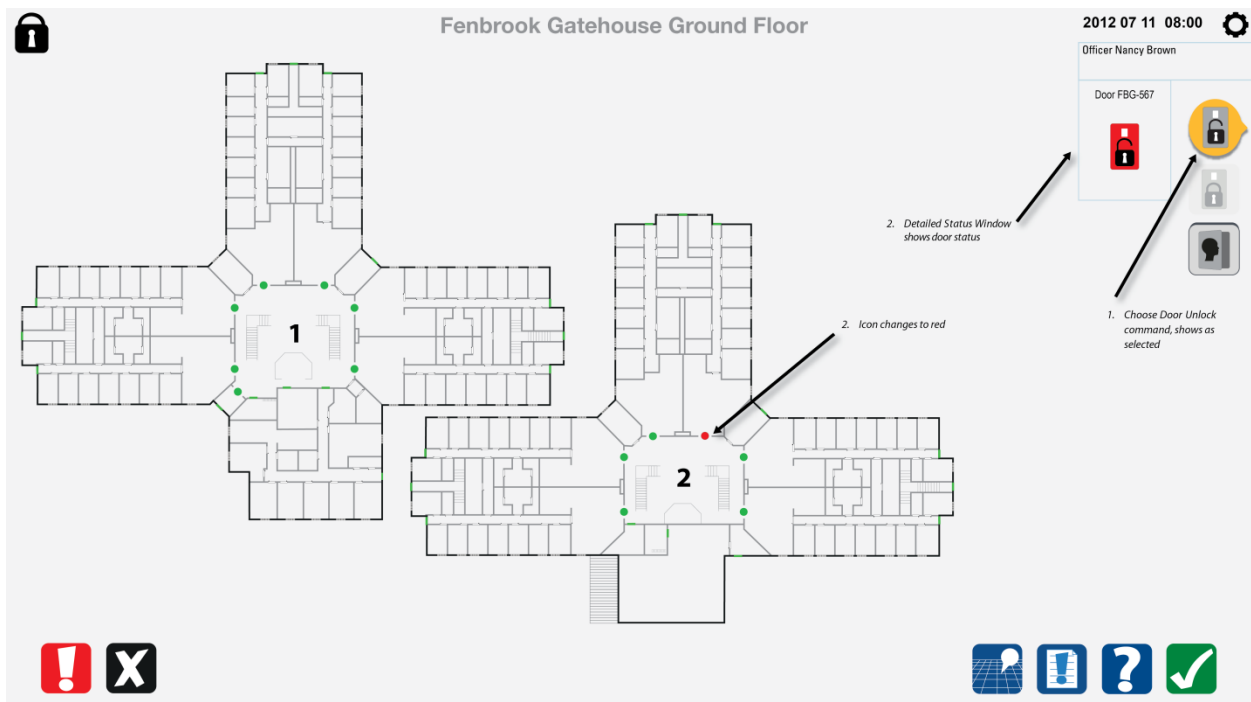 Fenbrook Gatehouse Ground Floor
2012 07 11 08:00
Officer Nancy Brown
Door FBG-567
2. Detailed Status Window
shows door status
1. Choose Door Unlock
command, shows as
selected
2. Icon changes to red
1
2